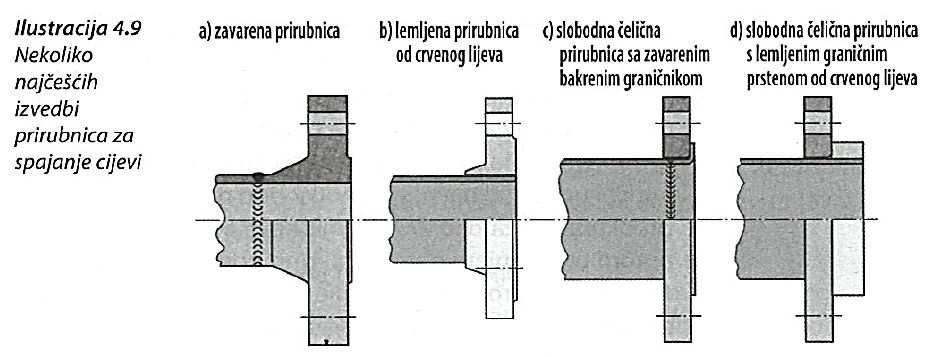 Ilustracija 4.9
Nekoliko
najčešćih
izvedbi
prirubnica za
spajanje cijevi
a) zavarena prirubnica
b) lemljena prirubnica
od crvenog lijeva
c) slobodna čelična
prirubnica sa zavarenim
bakrenim graničnikom
d) slobodna čelična prirubnica
s lemljenim graničnim
prstenom od crvenog lijeva